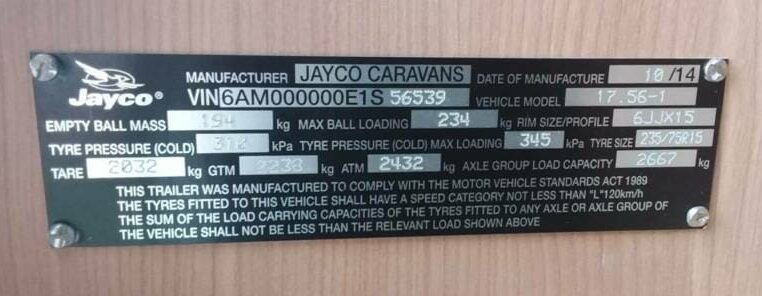 Jayco® MANUFACTURER JAYCO CARAVANS DATE OF MANUFACTURE 10/14
VIN 6AM000000E1S 56539 VEHICLE MODEL 17.56-1
EMPTY BALL MASS 194 kg MAX BALL LOADING 234 kg RIM SIZE/PROFILE 6JJX15
TYRE PRESSURE (COLD) kPa TYRE PRESSURE (COLD) MAX LOADING 345 kPa TYRE SIZE 235/75R15
TARE 2032 kg GTM kg ATM 2432 kg AXLE GROUP LOAD CAPACITY 2667 kg
THIS TRAILER WAS MANUFACTURED TO COMPLY WITH THE MOTOR VEHICLE STANDARDS ACT 1989
THE TYRES FITTED TO THIS VEHICLE SHALL HAVE A SPEED CATEGORY NOT LESS THAN "L"120km/h
THE SUM OF THE LOAD CARRYING CAPACITIES OF THE TYRES FITTED TO ANY AXLE OR AXLE GROUP OF
THE VEHICLE SHALL NOT BE LESS THAN THE RELEVANT LOAD SHOWN ABOVE